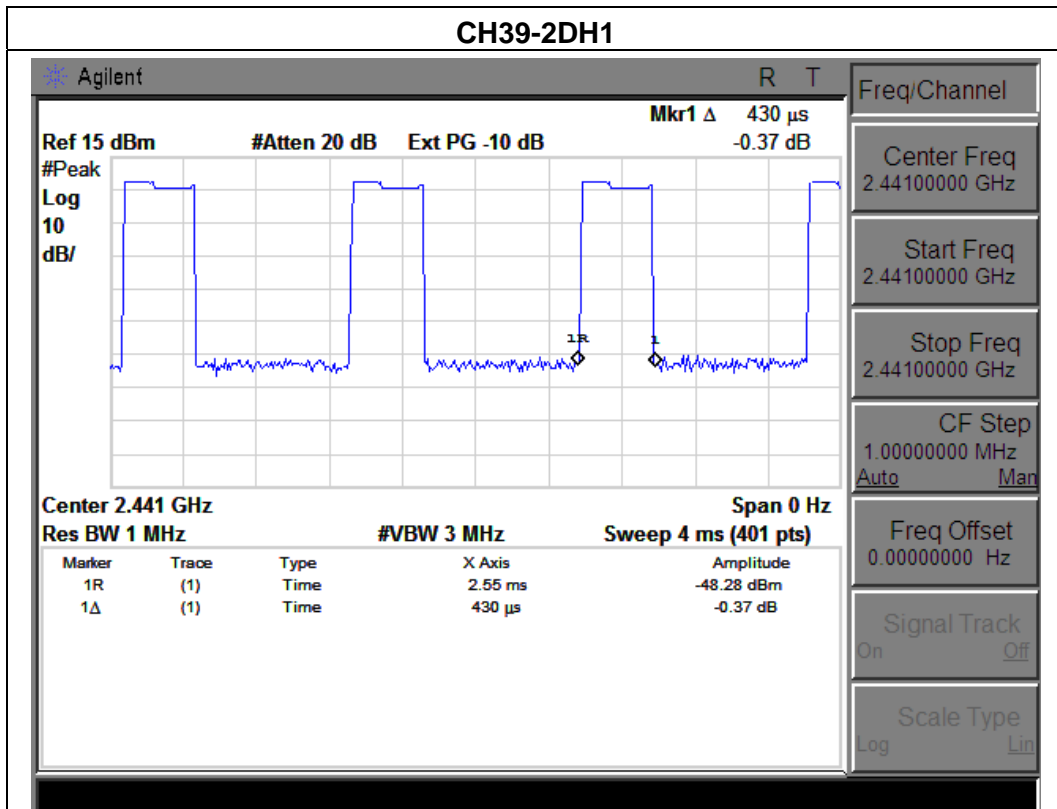 CH39-2DH1
Agilent R T
Mkr1 Δ 430 µs
Ref 15 dBm #Atten 20 dB Ext PG -10 dB -0.37 dB
#Peak
Log
10
dB/
1R
1
Center 2.441 GHz Span 0 Hz
Res BW 1 MHz #VBW 3 MHz Sweep 4 ms (401 pts)
Marker Trace Type X Axis Amplitude
1R (1) Time 2.55 ms -48.28 dBm
1Δ (1) Time 430 µs -0.37 dB
Freq/Channel
Center Freq
2.44100000 GHz
Start Freq
2.44100000 GHz
Stop Freq
2.44100000 GHz
CF Step
1.00000000 MHz
Auto Man
Freq Offset
0.00000000 Hz
Signal Track
On Off
Scale Type
Log Lin